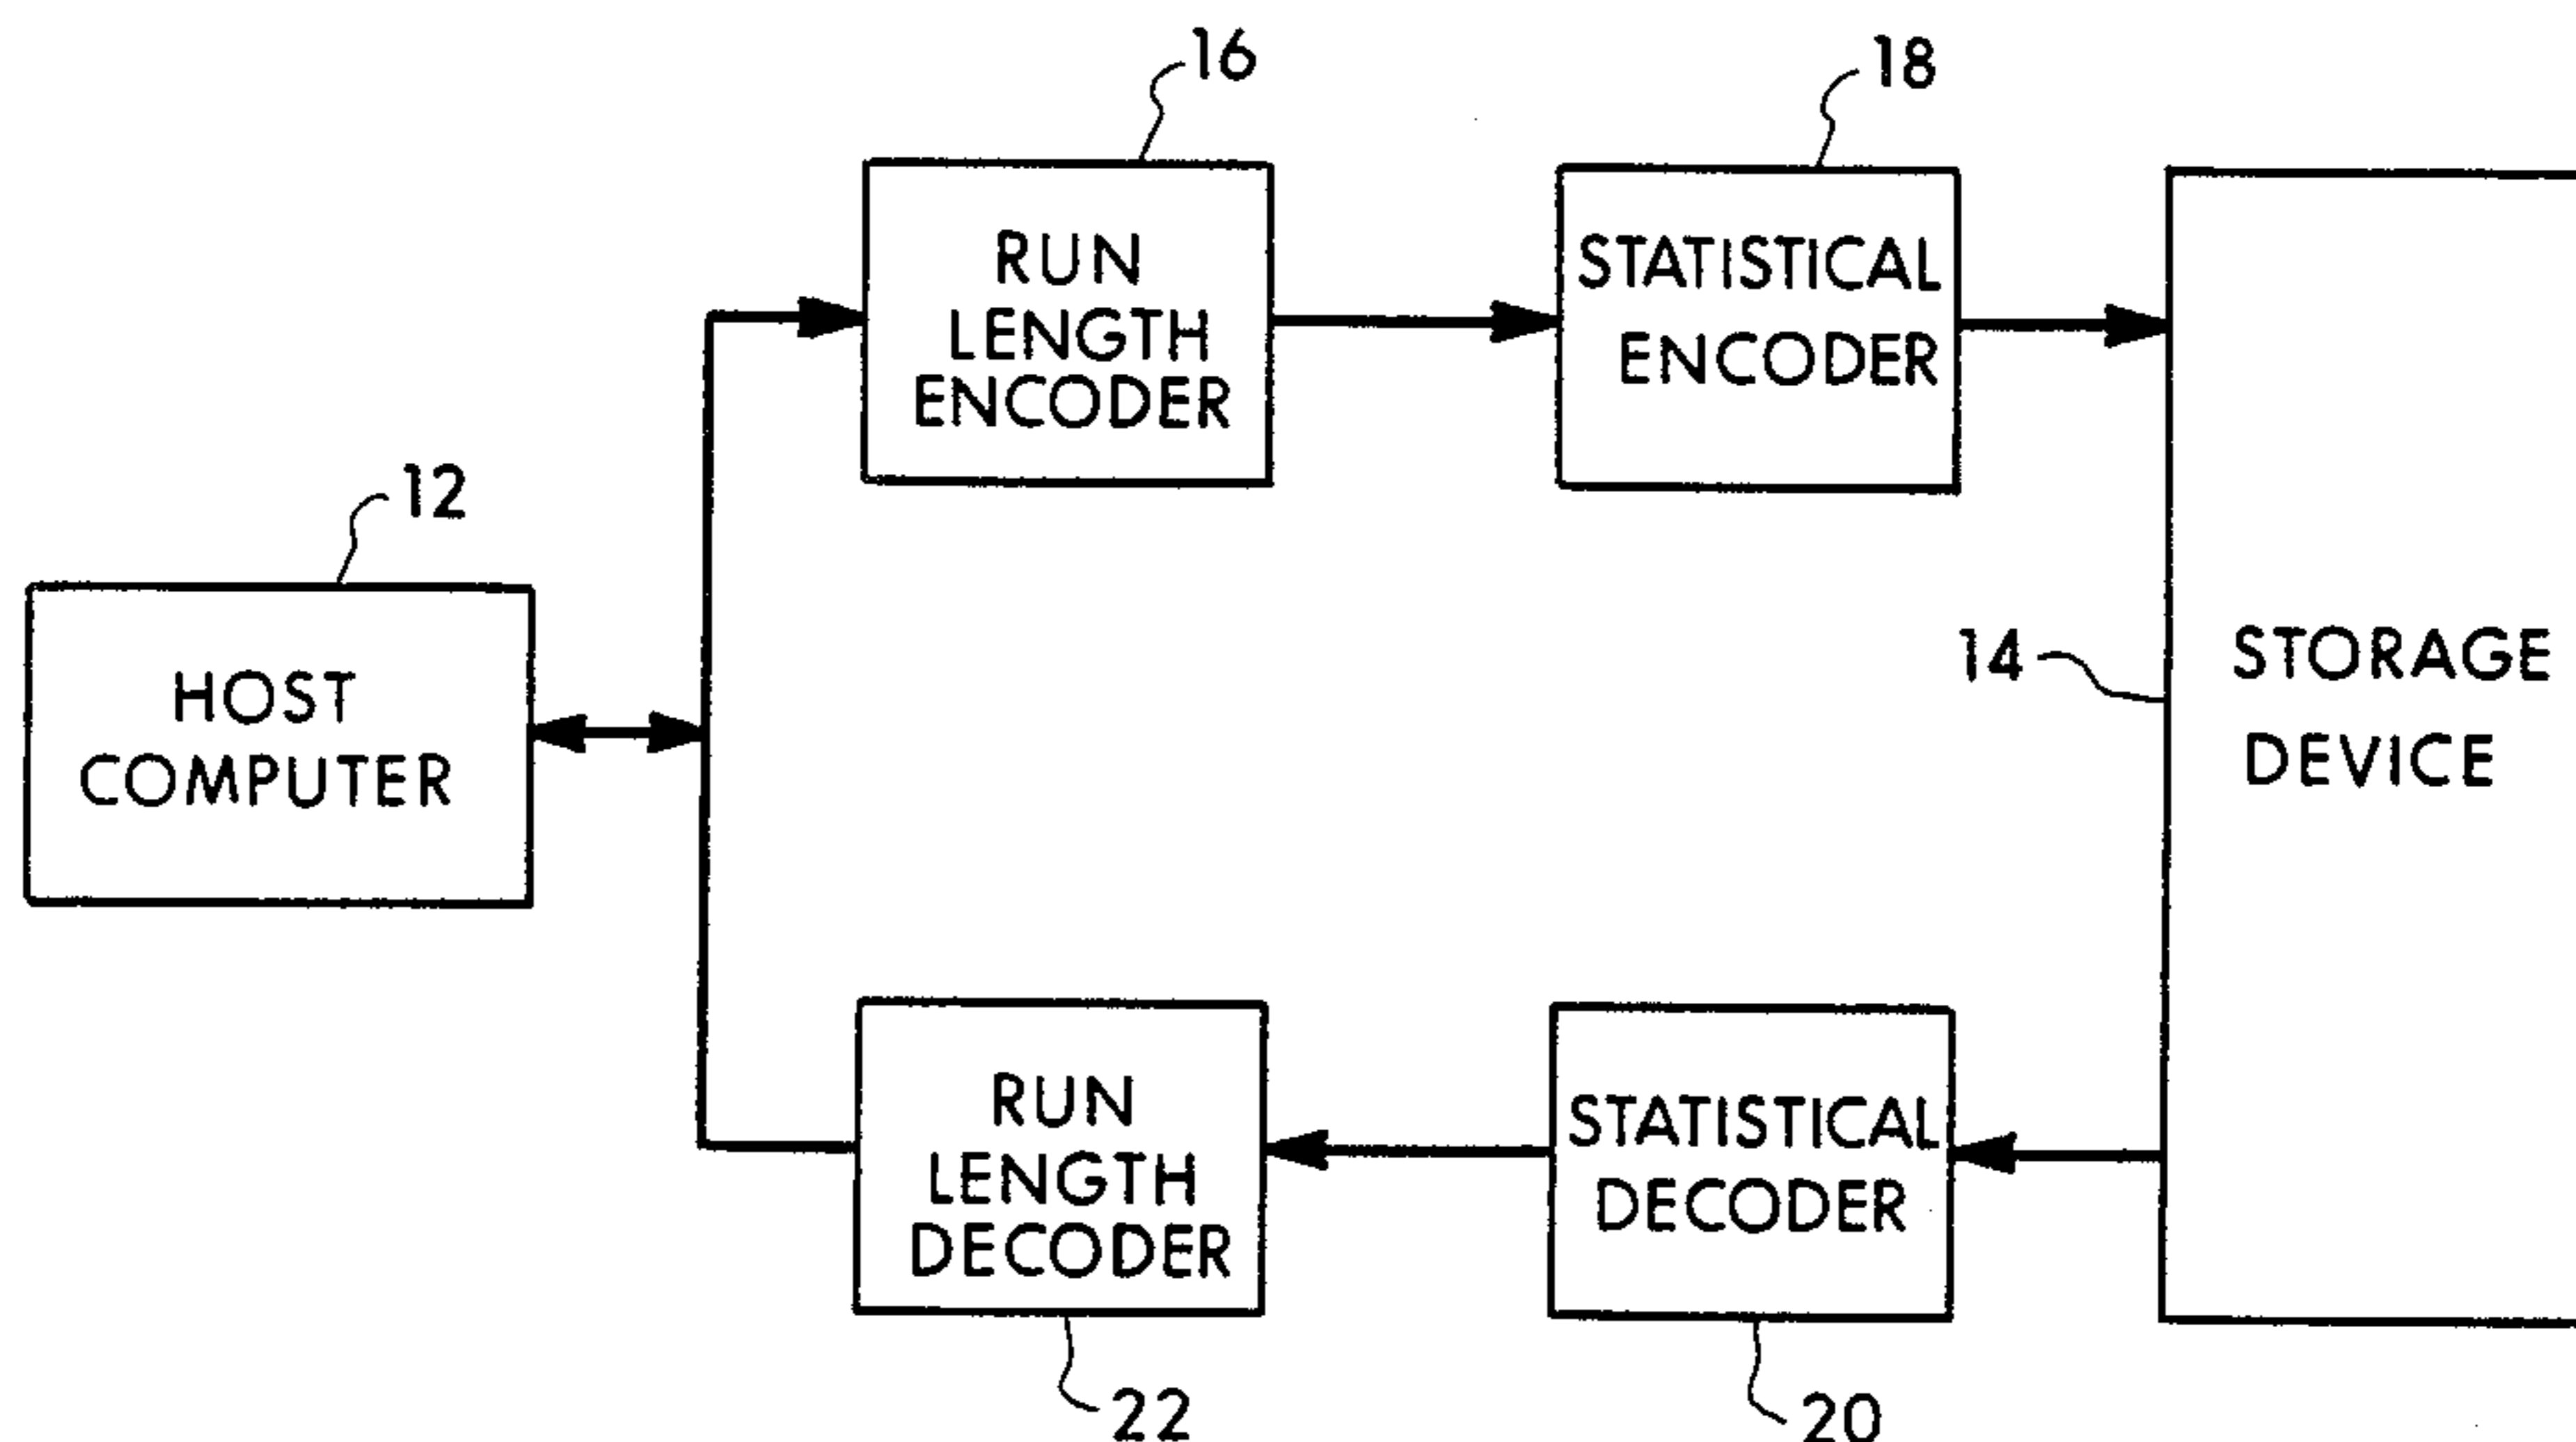 16
18
RUN
LENGTH
ENCODER
STATISTICAL
ENCODER
12
HOST
COMPUTER
14
STORAGE
DEVICE
RUN
LENGTH
DECODER
STATISTICAL
DECODER
22
20